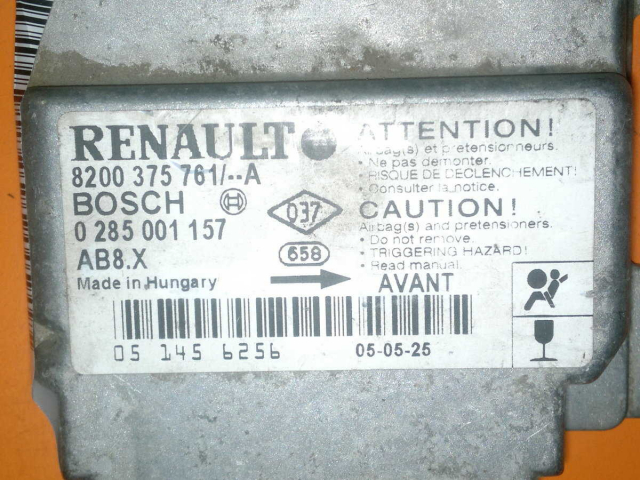 RENAULT
8200 375 761/--A
BOSCH
0 285 001 157
AB8.X
Made in Hungary
037
658
ATTENTION!
Airbag(s) et pretensionneurs.
• Ne pas demonter.
• RISQUE DE DECLENCHEMENT!
• Consulter la notice.
CAUTION!
Airbag(s) and pretensioners.
• Do not remove.
• TRIGGERING HAZARD!
• Read manual.
AVANT
05 145 6256
05-05-25